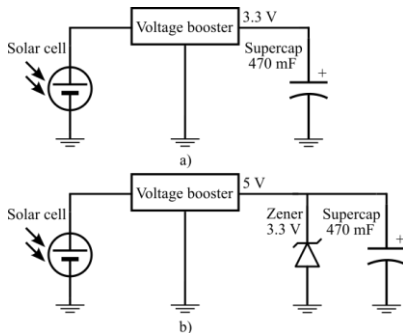 Solar cell
Voltage booster
3.3 V
Supercap
470 mF
+
a)
Solar cell
Voltage booster
5 V
Zener
3.3 V
Supercap
470 mF
+
b)